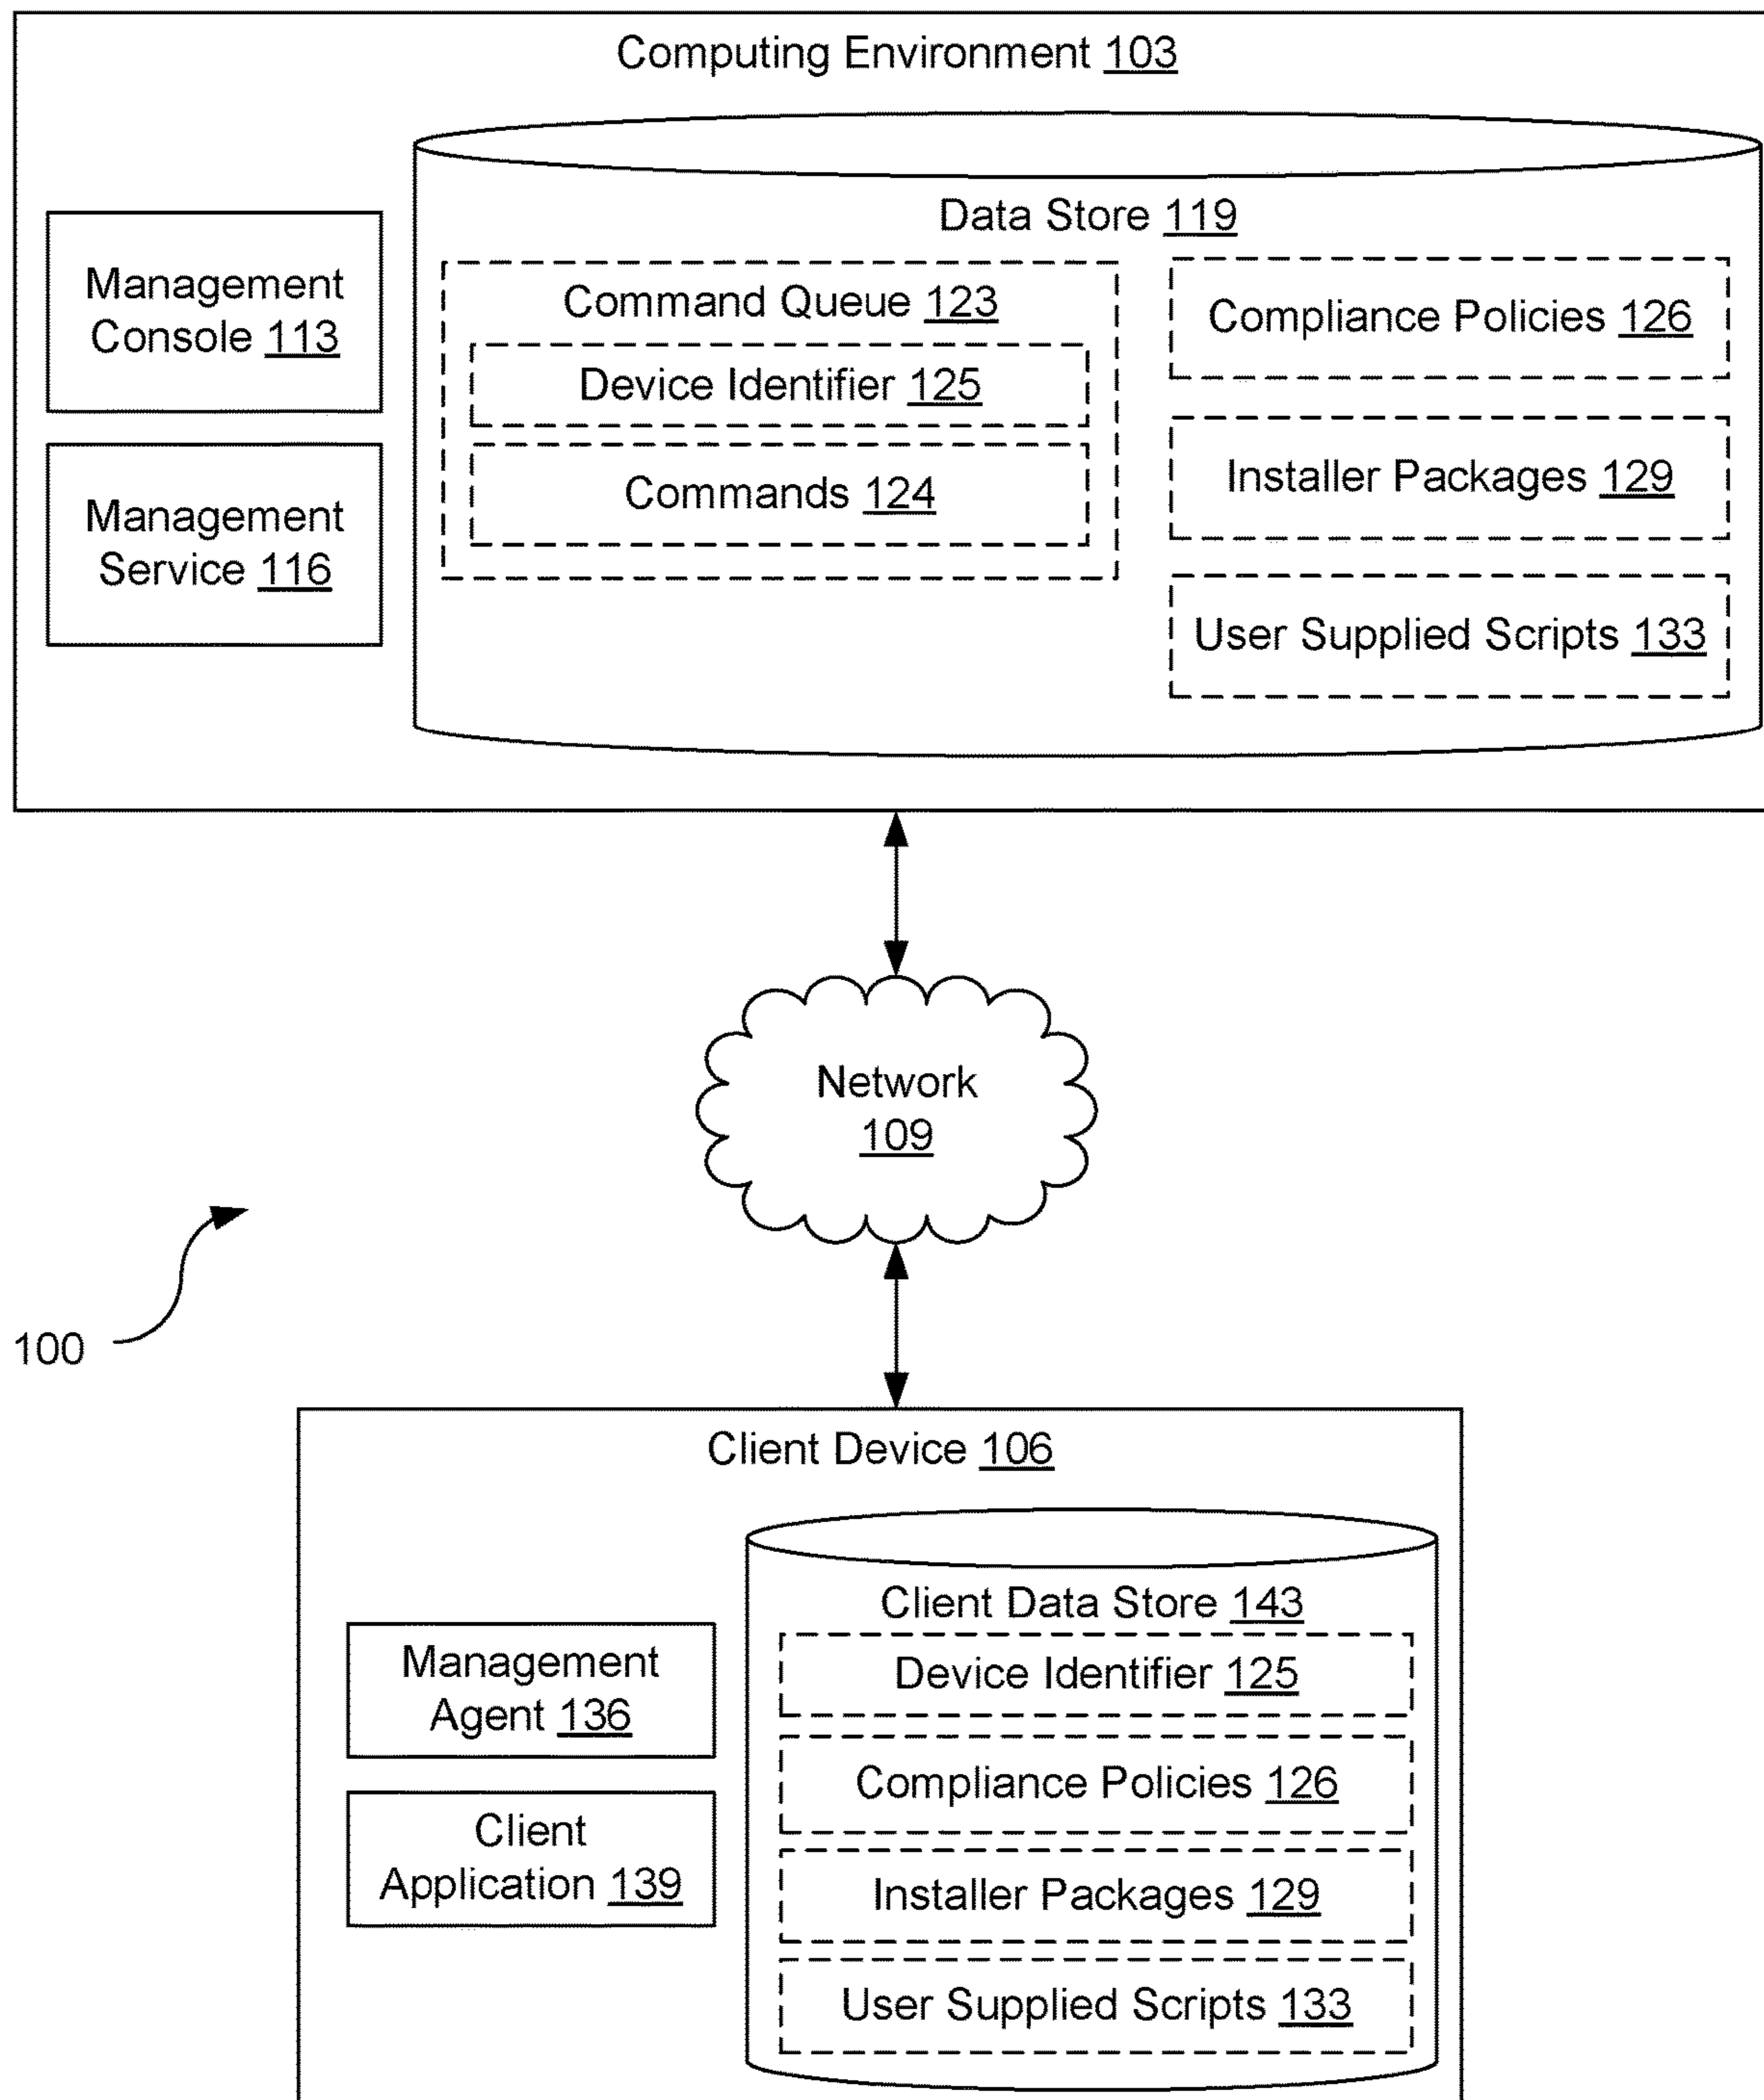 Computing Environment 103
Data Store 119
Management
Console 113
Management
Service 116
Command Queue 123
Device Identifier 125
Commands 124
Compliance Policies 126
Installer Packages 129
User Supplied Scripts 133
Network
109
100
Client Device 106
Management
Agent 136
Client
Application 139
Client Data Store 143
Device Identifier 125
Compliance Policies 126
Installer Packages 129
User Supplied Scripts 133